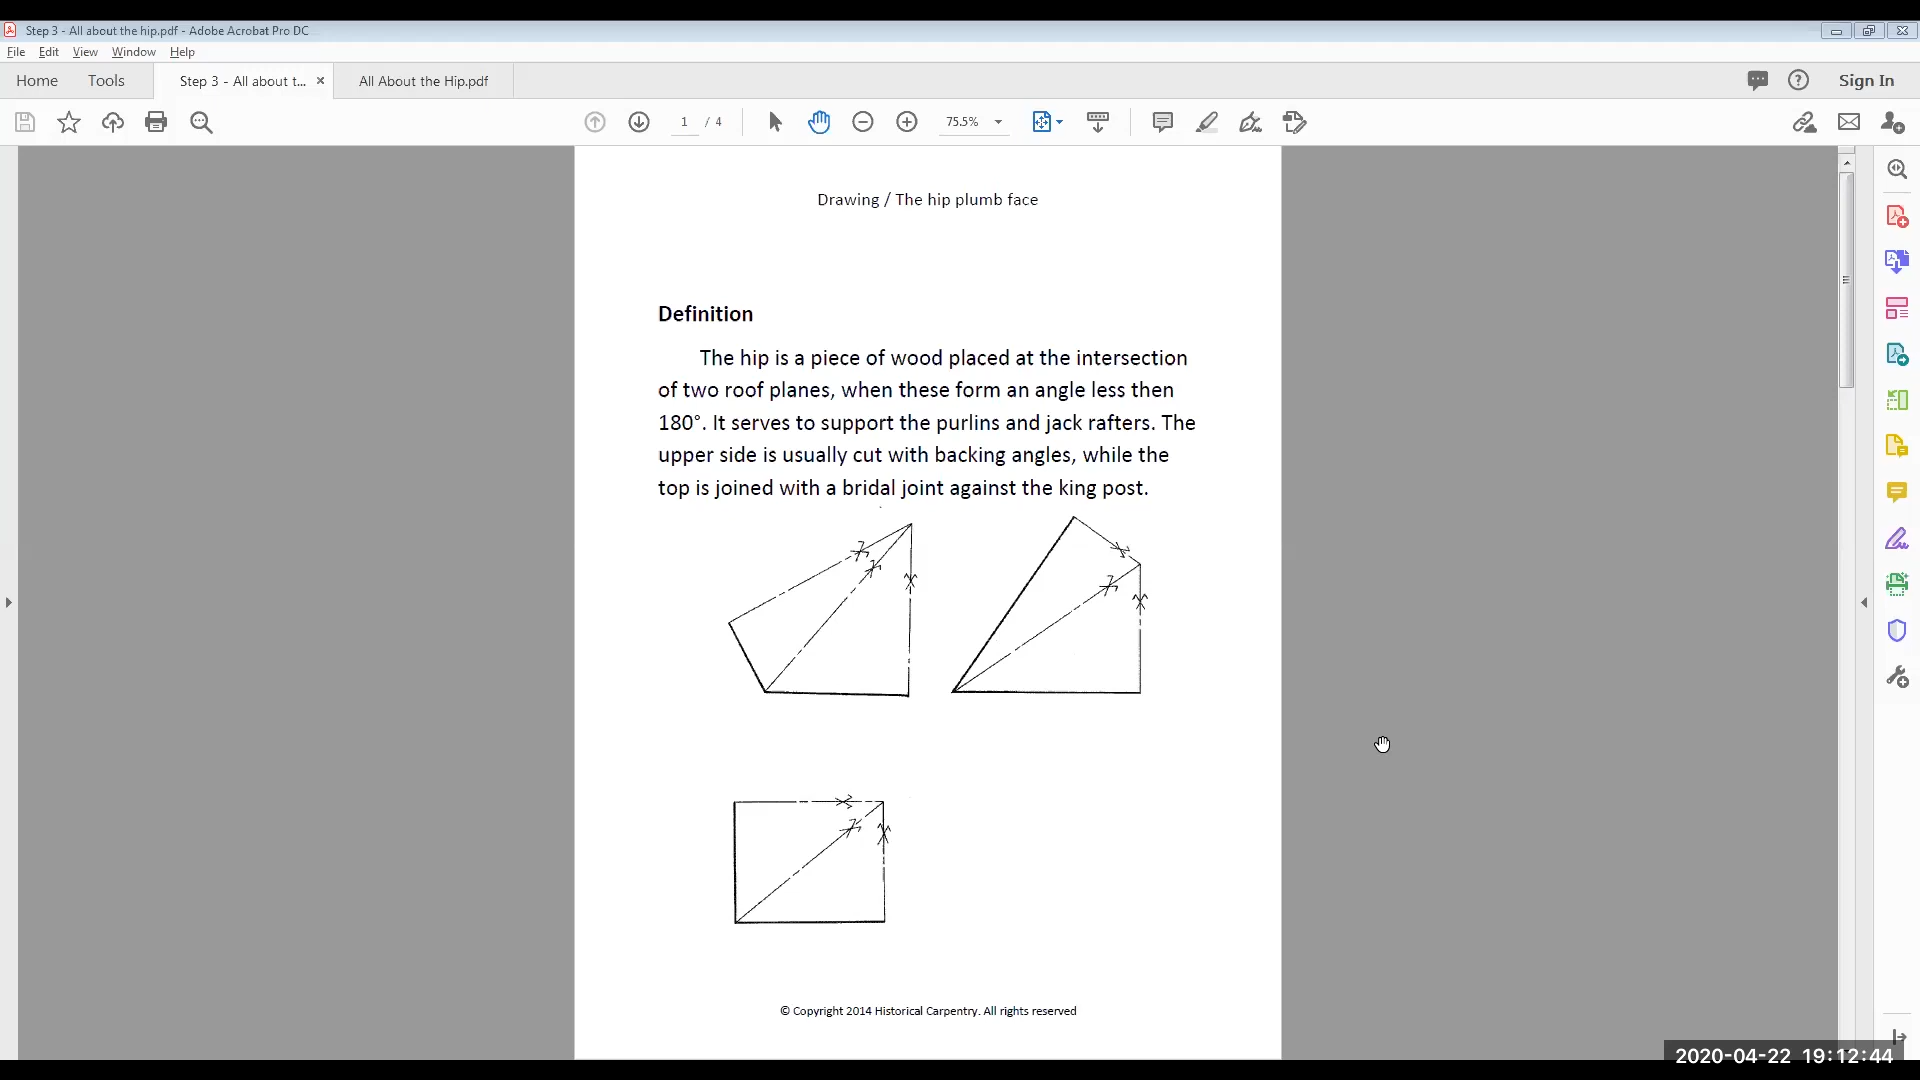 Step 3 - All about the hip.pdf - Adobe Acrobat Pro DC
File Edit View Window Help
Home Tools Step 3 - All about t... All About the Hip.pdf Sign In
1 / 4 75.5%
Drawing / The hip plumb face
Definition
The hip is a piece of wood placed at the intersection
of two roof planes, when these form an angle less then
180°. It serves to support the purlins and jack rafters. The
upper side is usually cut with backing angles, while the
top is joined with a bridal joint against the king post.
© Copyright 2014 Historical Carpentry. All rights reserved
2020-04-22 19:12:44